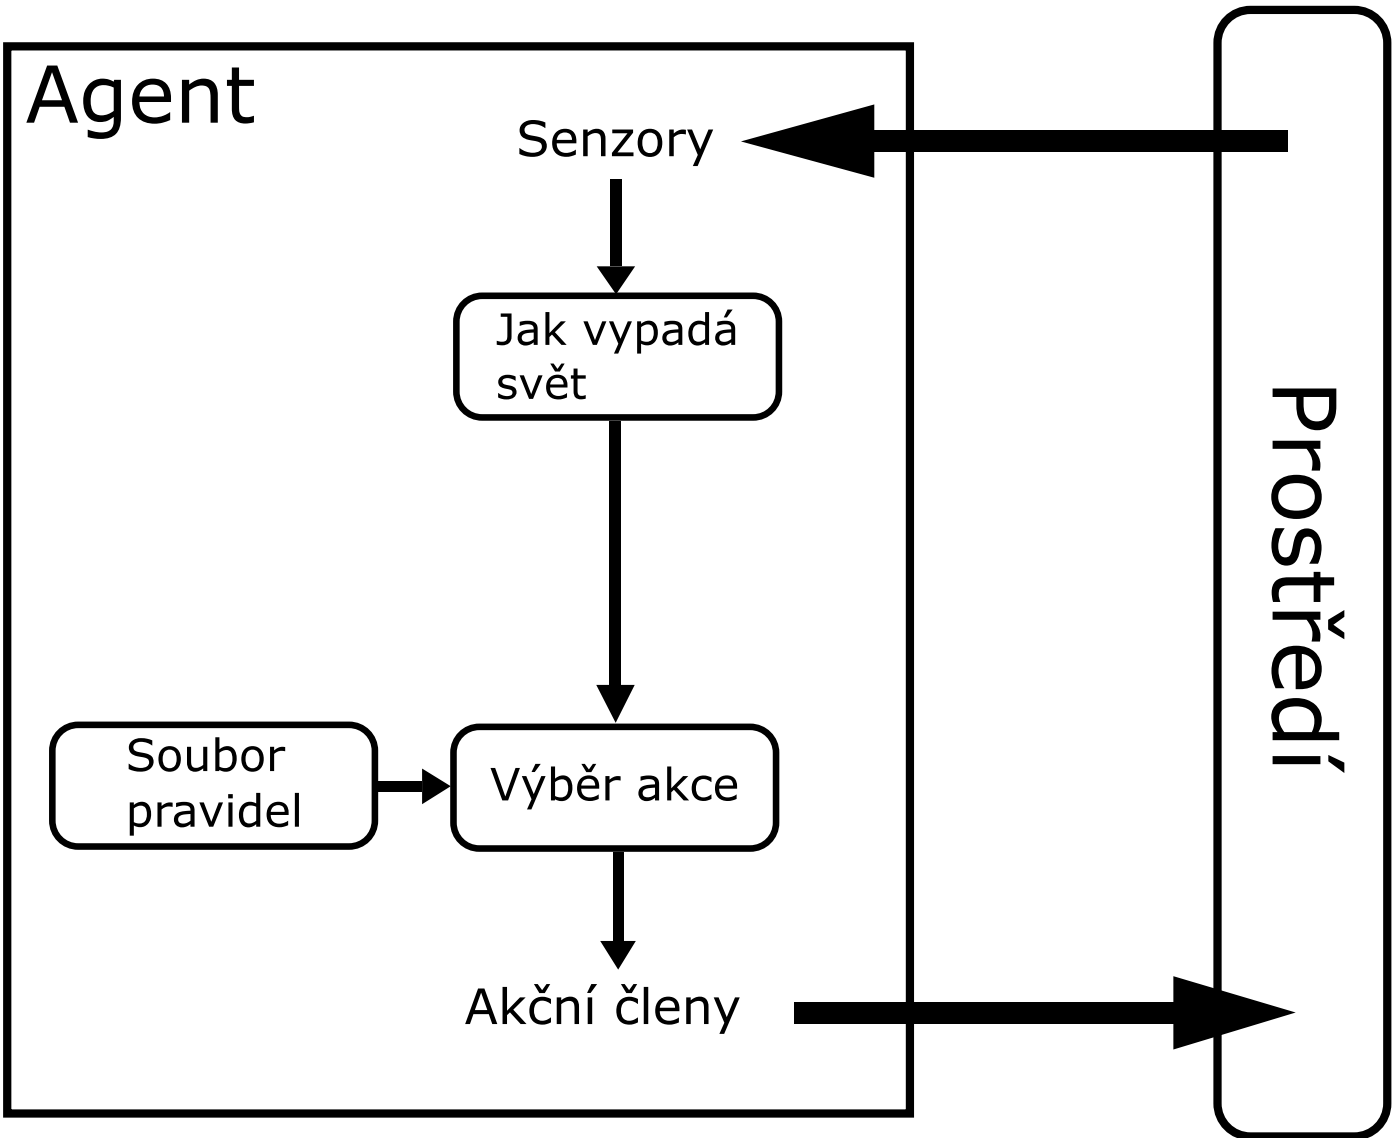 Agent
Senzory
Jak vypadá
svět
Soubor
pravidel
Výběr akce
Akční členy
Prostředí